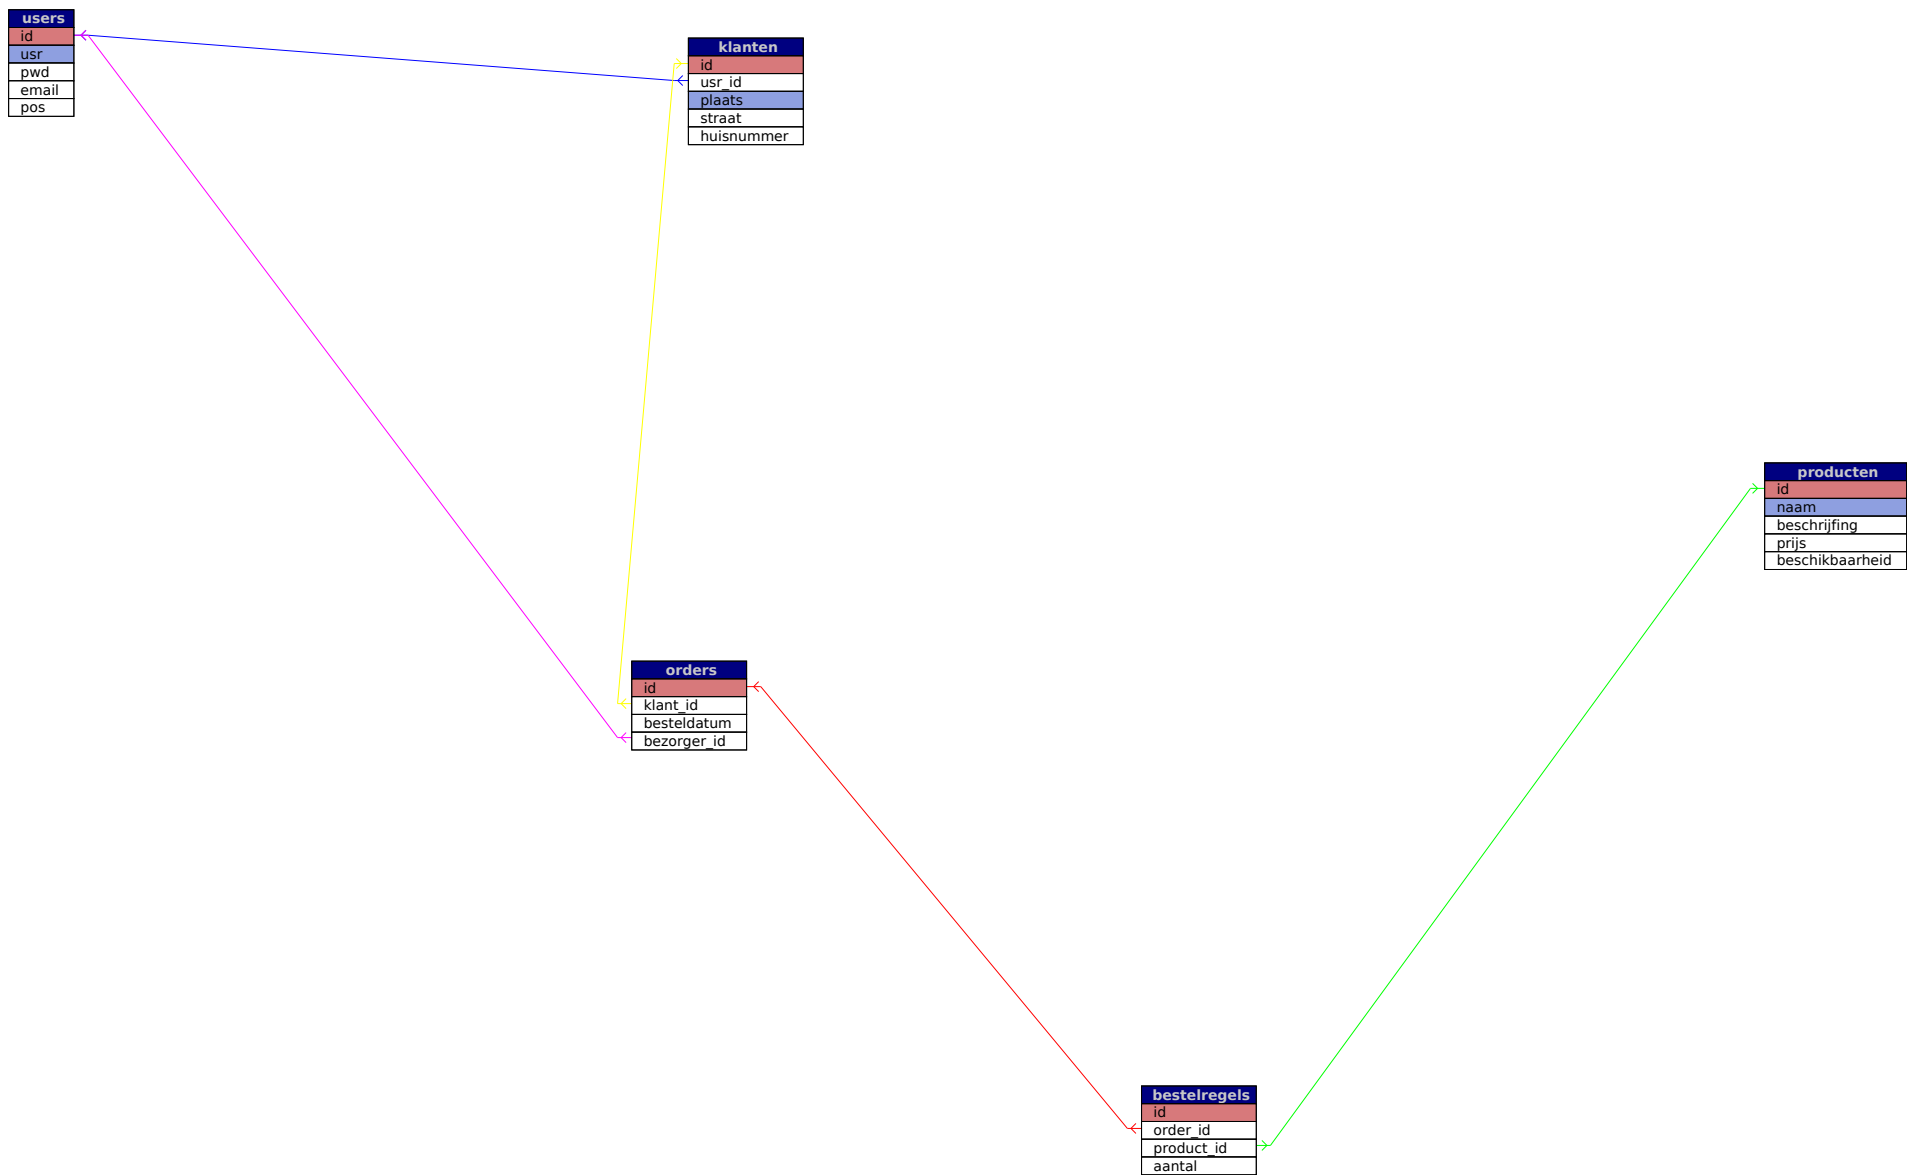 users
id
usr
pwd
email
pos
klanten
id
usr_id
plaats
straat
huisnummer
producten
id
naam
beschrijfing
prijs
beschikbaarheid
orders
id
klant_id
besteldatum
bezorger_id
bestelregels
id
order_id
product_id
aantal